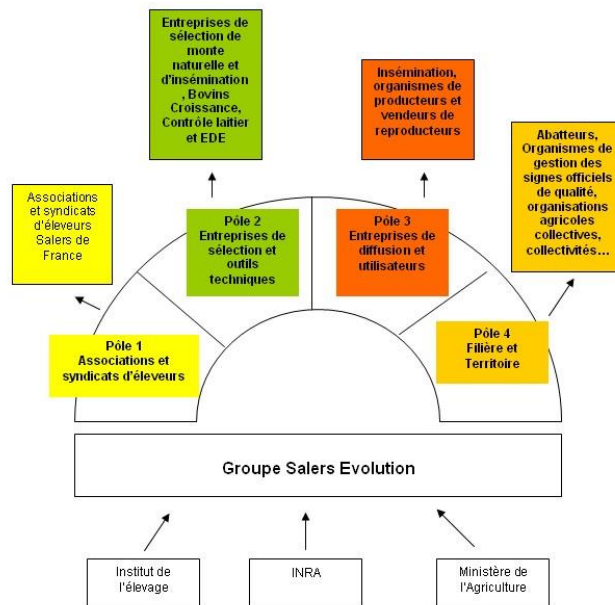 Entreprises de
sélection de
monte
naturelle et
d'insémination
, Bovins
Croissance,
Contrôle laitier
et EDE
Insémination,
organismes de
producteurs et
vendeurs de
reproducteurs
Abatteurs,
Organismes de
gestion des
signes officiels
de qualité,
organisations
agricoles
collectives,
collectivités...
Associations
et syndicats
d'éleveurs
Salers de
France
Pôle 2
Entreprises de
sélection et
outils
techniques
Pôle 3
Entreprises de
diffusion et
utilisateurs
Pôle 1
Associations et
syndicats d'éleveurs
Pôle 4
Filière et
Territoire
Groupe Salers Evolution
Institut de
l'élevage
INRA
Ministère de
l'Agriculture